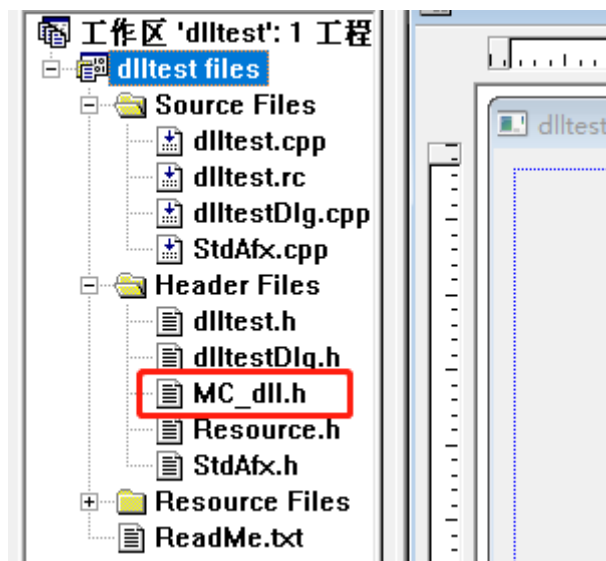 工作区 'dlltest': 1 工程
dlltest files
Source Files
dlltest.cpp
dlltest.rc
dlltestDlg.cpp
StdAfx.cpp
Header Files
dlltest.h
dlltestDlg.h
MC_dll.h
Resource.h
StdAfx.h
Resource Files
ReadMe.txt
dlltest